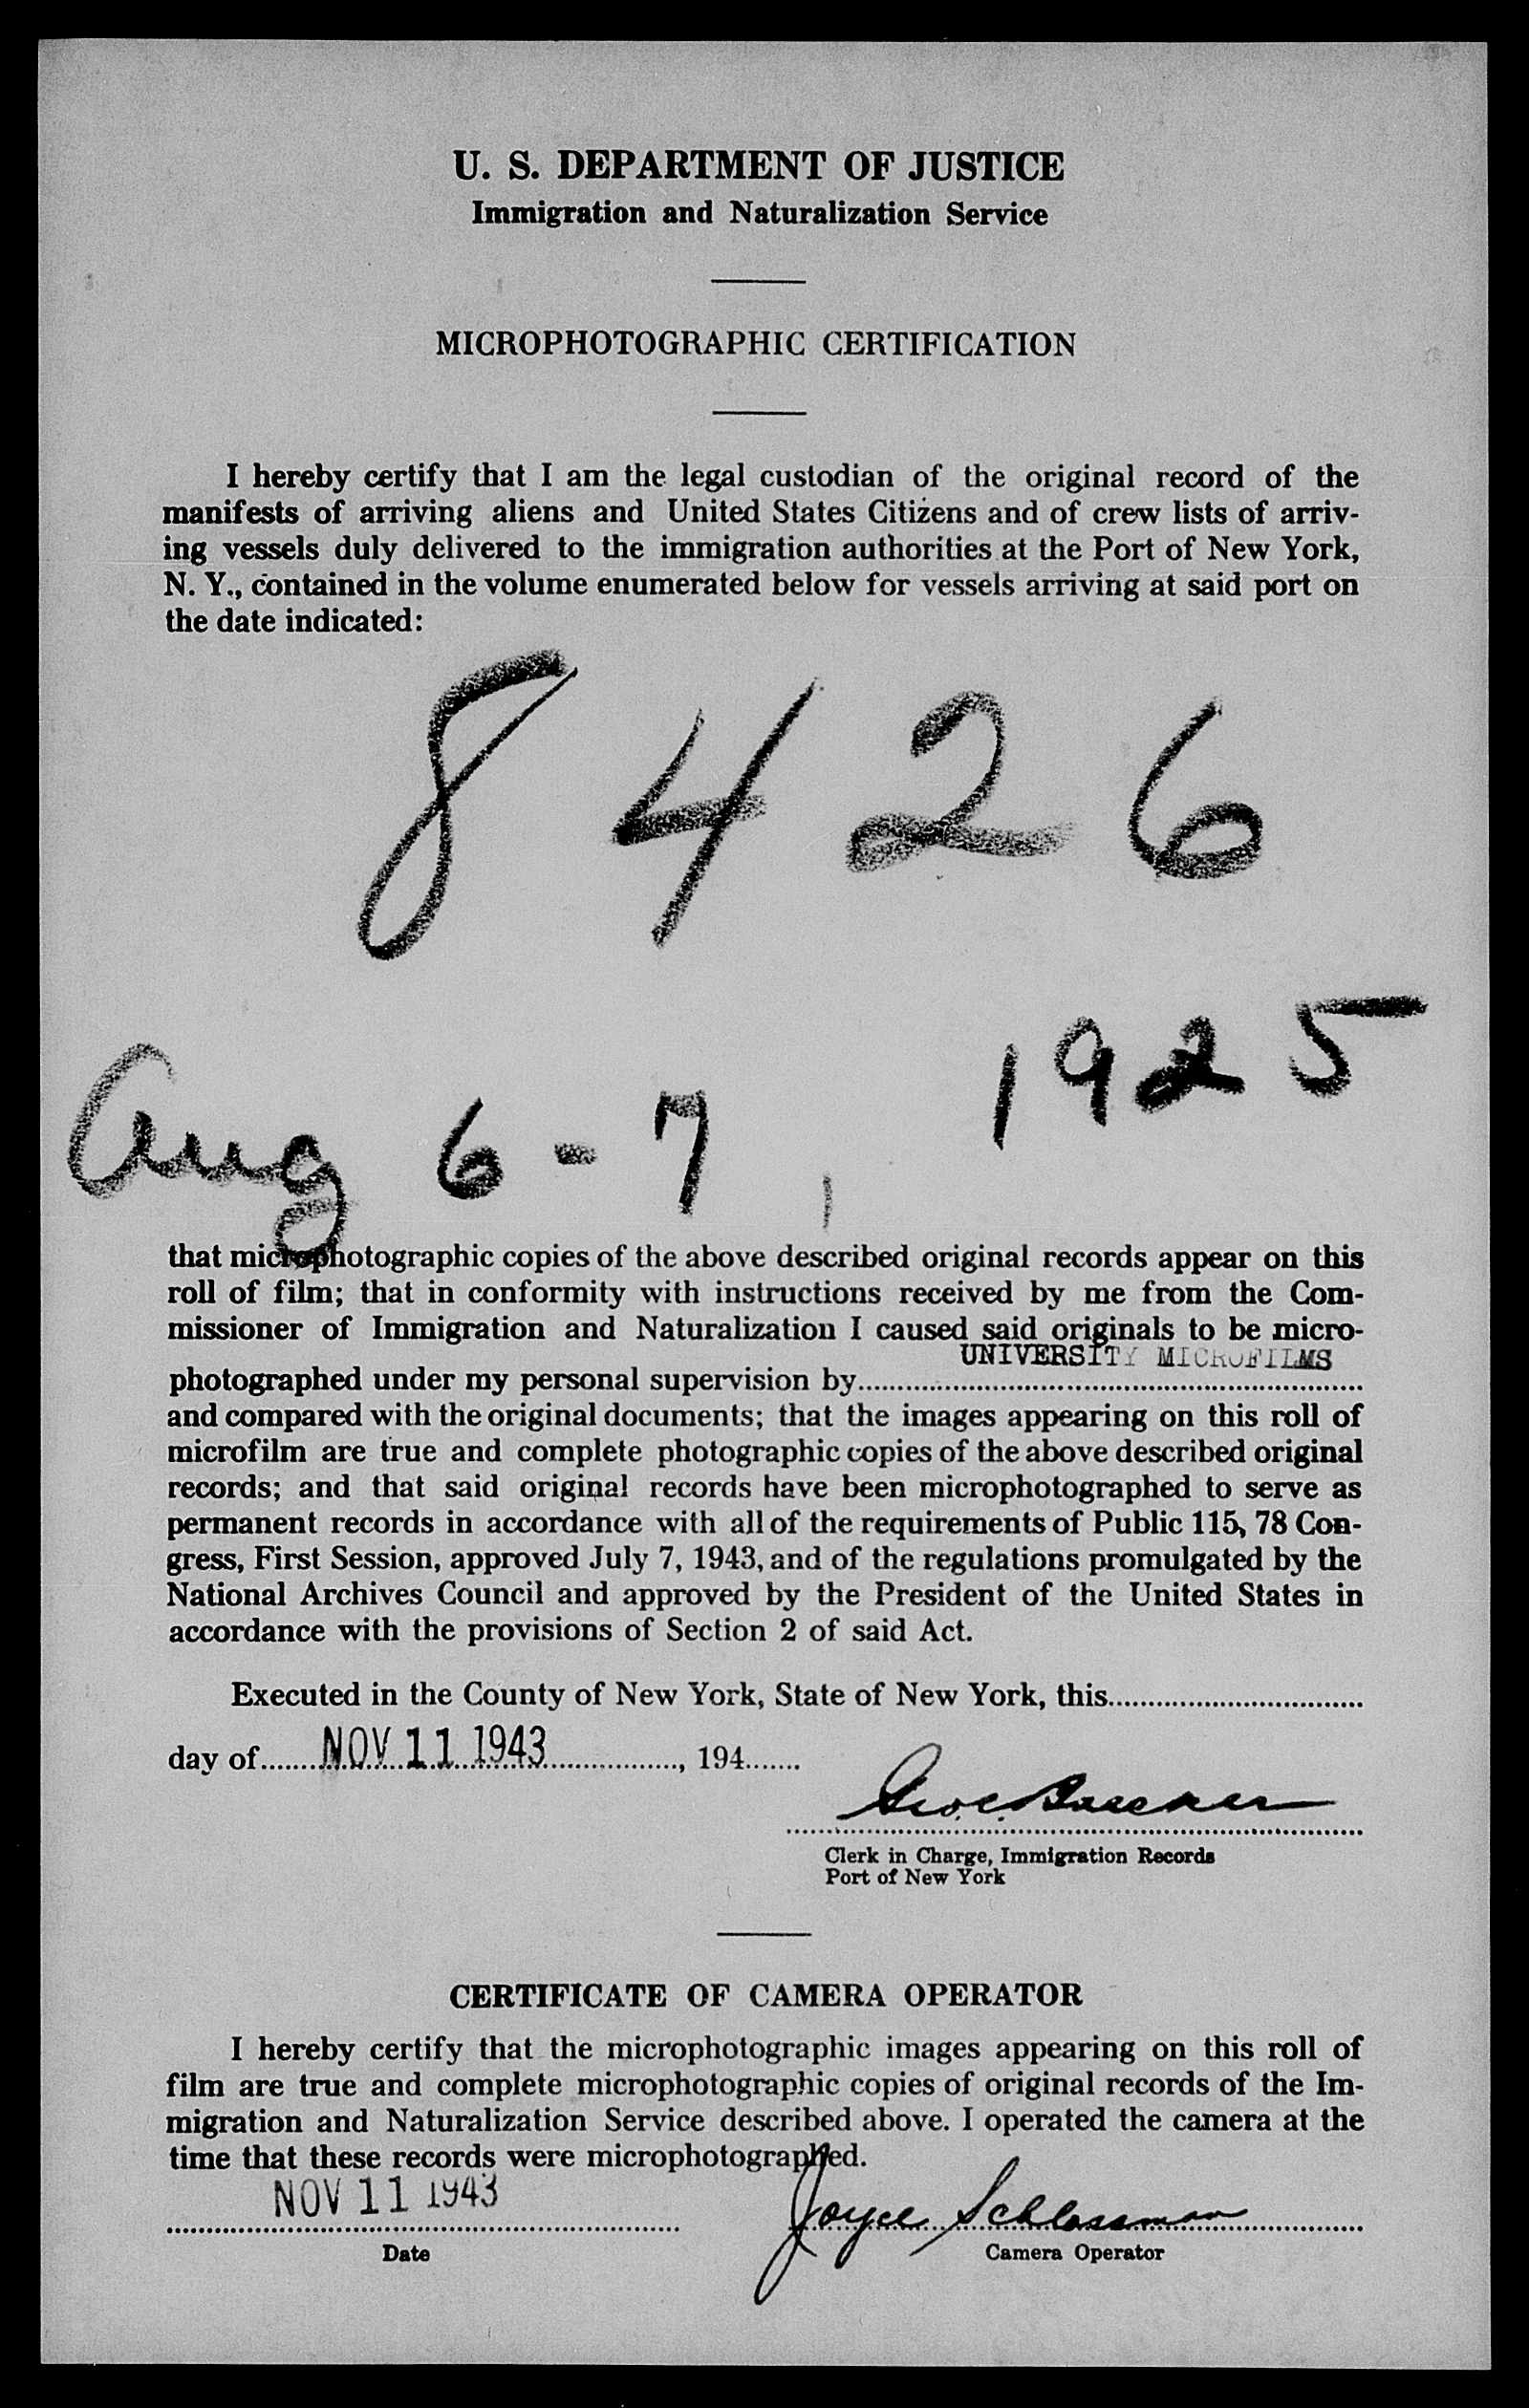 U. S. DEPARTMENT OF JUSTICE
Immigration and Naturalization Service
MICROPHOTOGRAPHIC CERTIFICATION
I hereby certify that I am the legal custodian of the original record of the
manifests of arriving aliens and United States Citizens and of crew lists of arriv-
ing vessels duly delivered to the immigration authorities at the Port of New York,
N. Y., contained in the volume enumerated below for vessels arriving at said port on
the date indicated:
8426
Aug 6-7, 1925
that microphotographic copies of the above described original records appear on this
roll of film; that in conformity with instructions received by me from the Com-
missioner of Immigration and Naturalization I caused said originals to be micro-
UNIVERSITY MICROFILMS
photographed under my personal supervision by
and compared with the original documents; that the images appearing on this roll of
microfilm are true and complete photographic copies of the above described original
records; and that said original records have been microphotographed to serve as
permanent records in accordance with all of the requirements of Public 115, 78 Con-
gress, First Session, approved July 7, 1943, and of the regulations promulgated by the
National Archives Council and approved by the President of the United States in
accordance with the provisions of Section 2 of said Act.
Executed in the County of New York, State of New York, this
day of NOV 11 1943, 194
Clerk in Charge, Immigration Records
Port of New York
CERTIFICATE OF CAMERA OPERATOR
I hereby certify that the microphotographic images appearing on this roll of
film are true and complete microphotographic copies of original records of the Im-
migration and Naturalization Service described above. I operated the camera at the
time that these records were microphotographed.
NOV 11 1943 Joyce Schlossman
Date Camera Operator